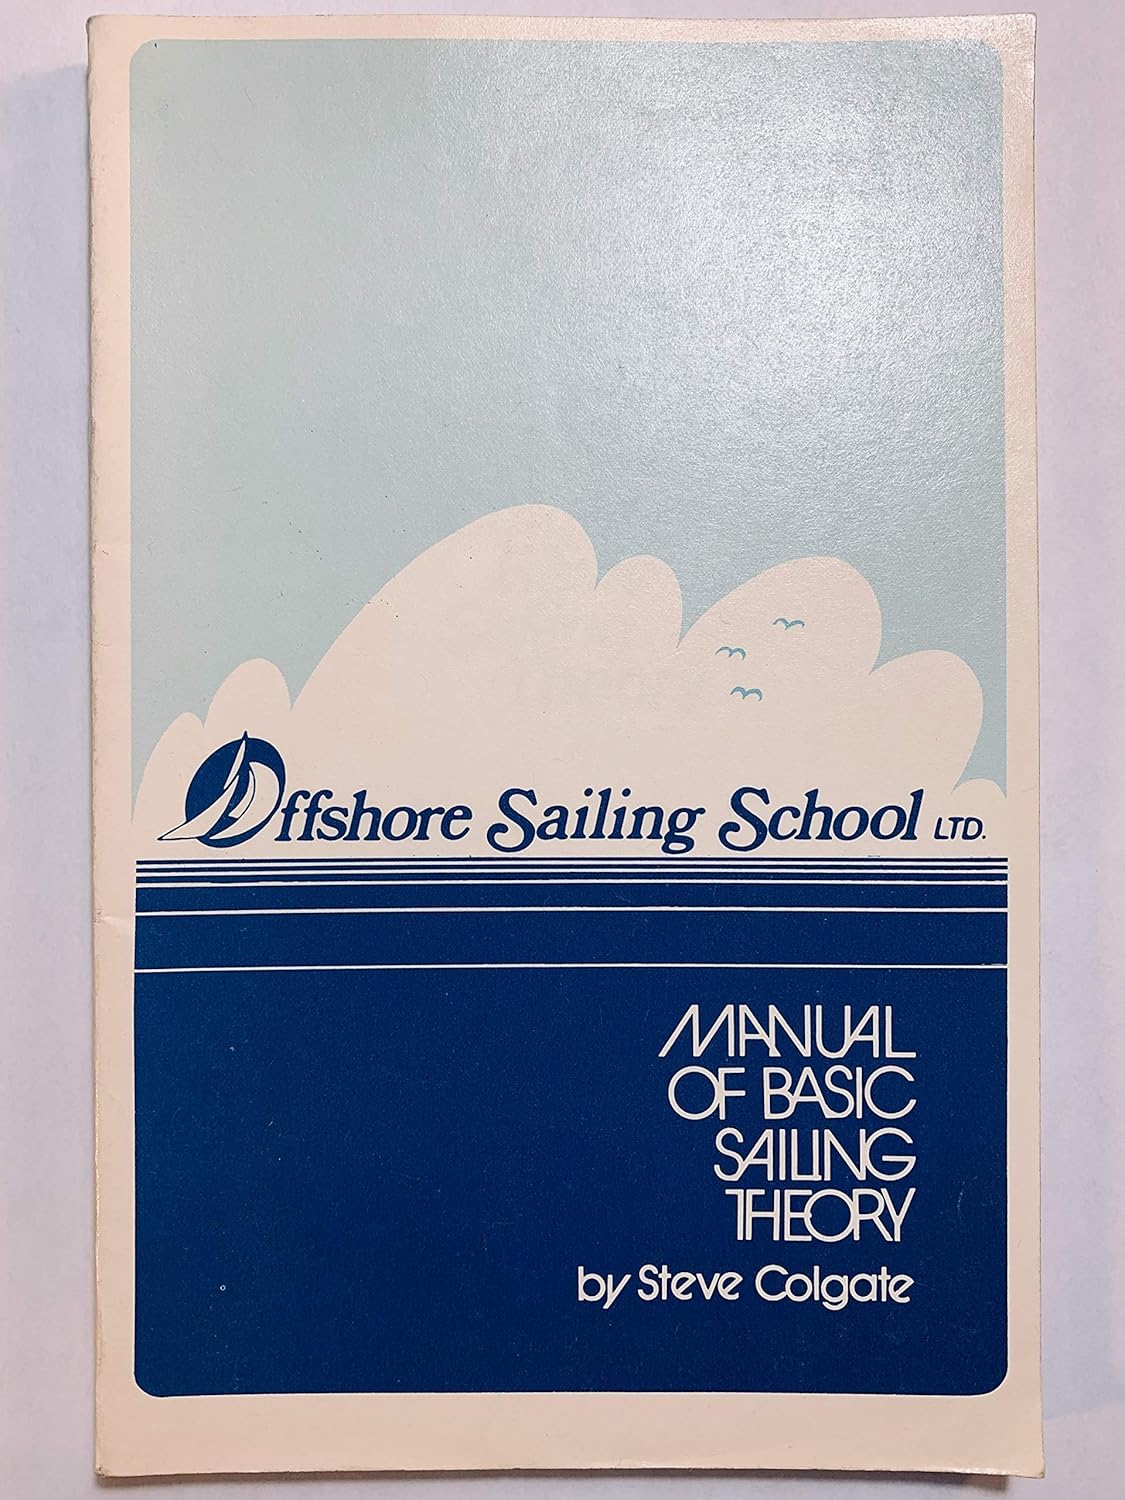 Offshore Sailing School LTD.
MANUAL
OF BASIC
SAILING
THEORY
by Steve Colgate